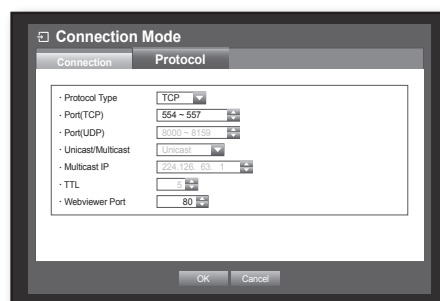 Connection Mode
Connection Protocol
· Protocol Type TCP
· Port(TCP) 554 ~ 557
· Port(UDP) 8000 ~ 8159
· Unicast/Multicast Unicast
· Multicast IP 224.126. 63. 1
· TTL 5
· Webviewer Port 80
OK Cancel